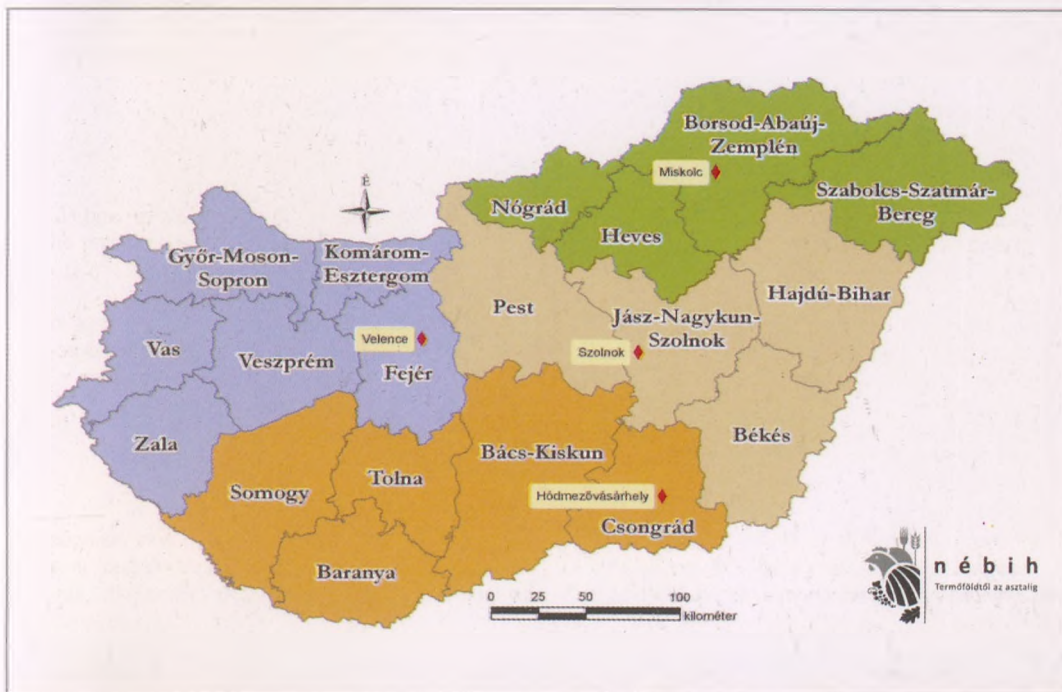 Borsod-Abaúj-
Zemplén
Miskolc
É
Szabolcs-Szatmár-
Bereg
Nógrád
Heves
Győr-Moson-
Sopron
Komárom-
Esztergom
Pest
Hajdú-Bihar
Jász-Nagykun-
Szolnok
Velence
Szolnok
Vas
Veszprém
Fejér
Zala
Békés
Bács-Kiskun
Tolna
Somogy
Hódmezővásárhely
Csongrád
Baranya
nébih
Termőföldtől az asztalig
0 25 50 100
kilométer